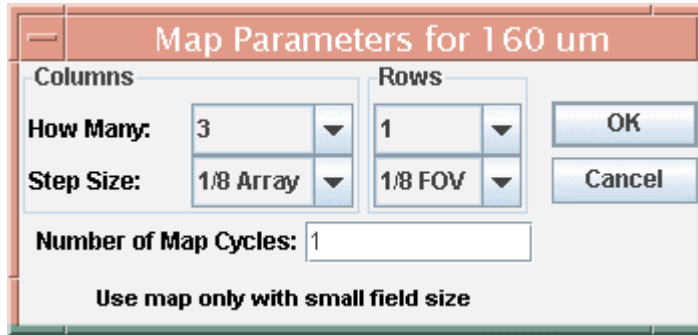 Map Parameters for 160 um
Columns Rows
How Many: 3 1 OK
Step Size: 1/8 Array 1/8 FOV Cancel
Number of Map Cycles: 1
Use map only with small field size